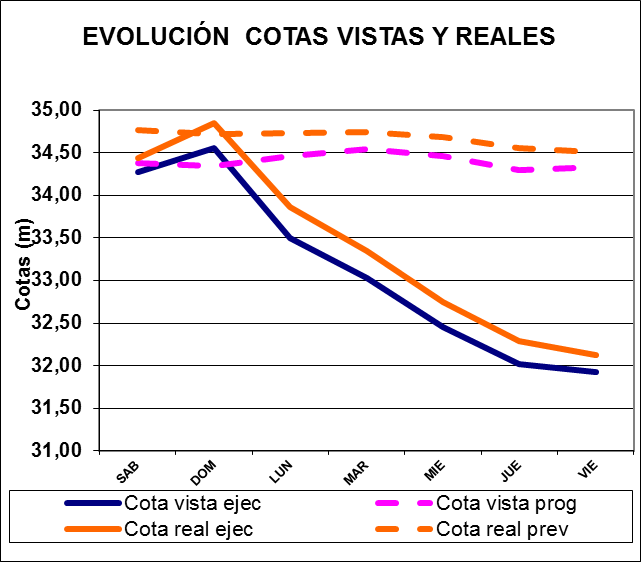 EVOLUCIÓN  COTAS VISTAS Y REALES
35,00
34,50
34,00
33,50
33,00
32,50
32,00
31,50
31,00
Cotas (m)
SAB DOM LUN MAR MIE JUE VIE
Cota vista ejec Cota vista prog
Cota real ejec Cota real prev